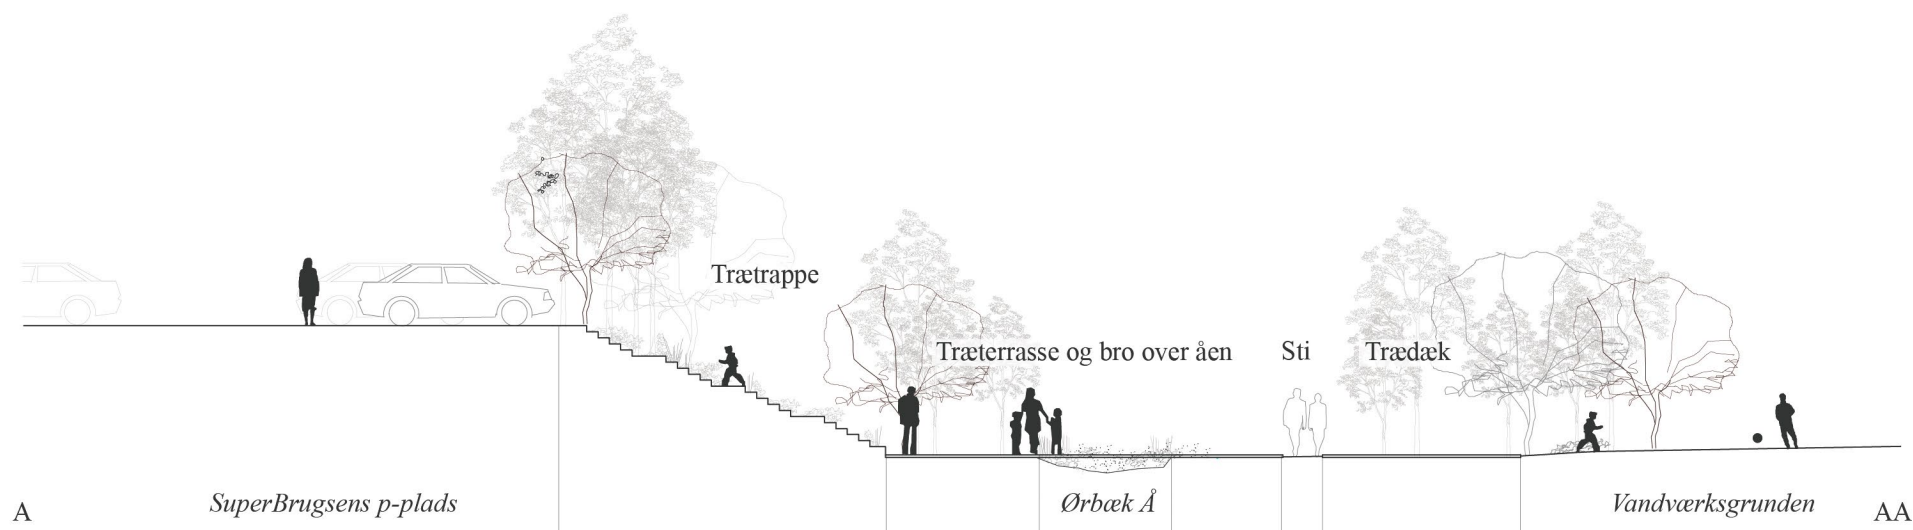 Trætrappe
Træterrasse og bro over åen
Sti
Trædæk
A
SuperBrugsens p-plads
Ørbæk Å
Vandværksgrunden
AA